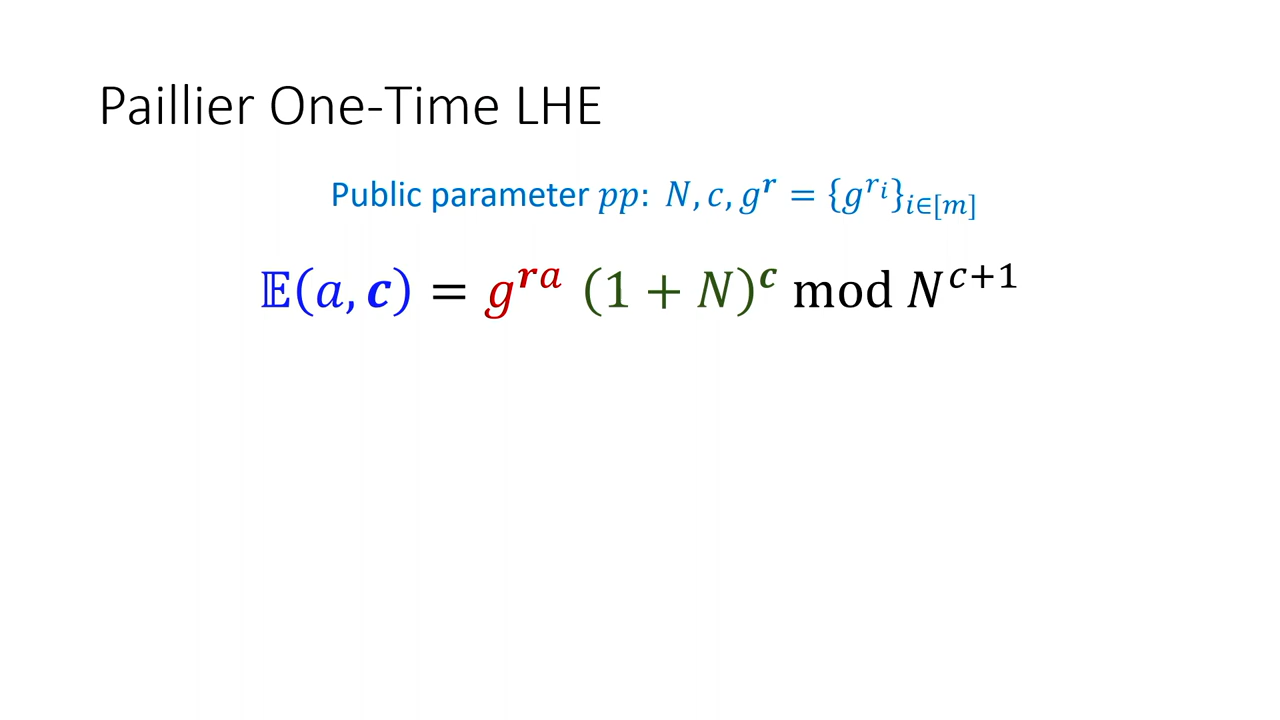 Paillier One-Time LHE
Public parameter pp: N, c, g^𝒓 = {g^{r_i}}_{i∈[m]}
𝔼(a, 𝒄) = g^{𝒓a} (1 + N)^𝒄 mod N^{c+1}